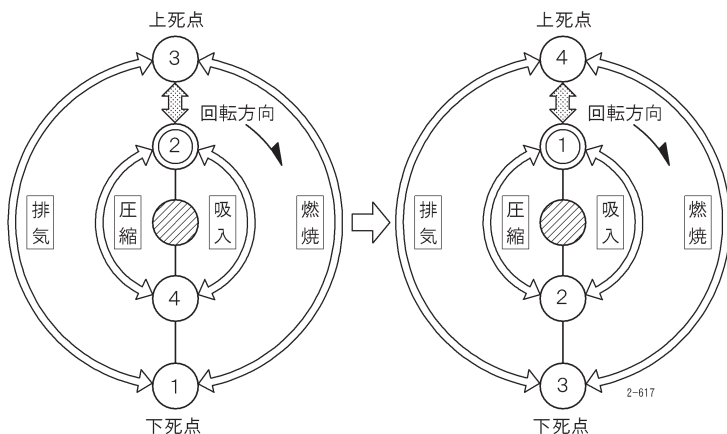 上死点
3
回転方向
2
排気
圧縮
吸入
燃焼
4
1
下死点
上死点
4
回転方向
1
排気
圧縮
吸入
燃焼
2
3
2-617
下死点